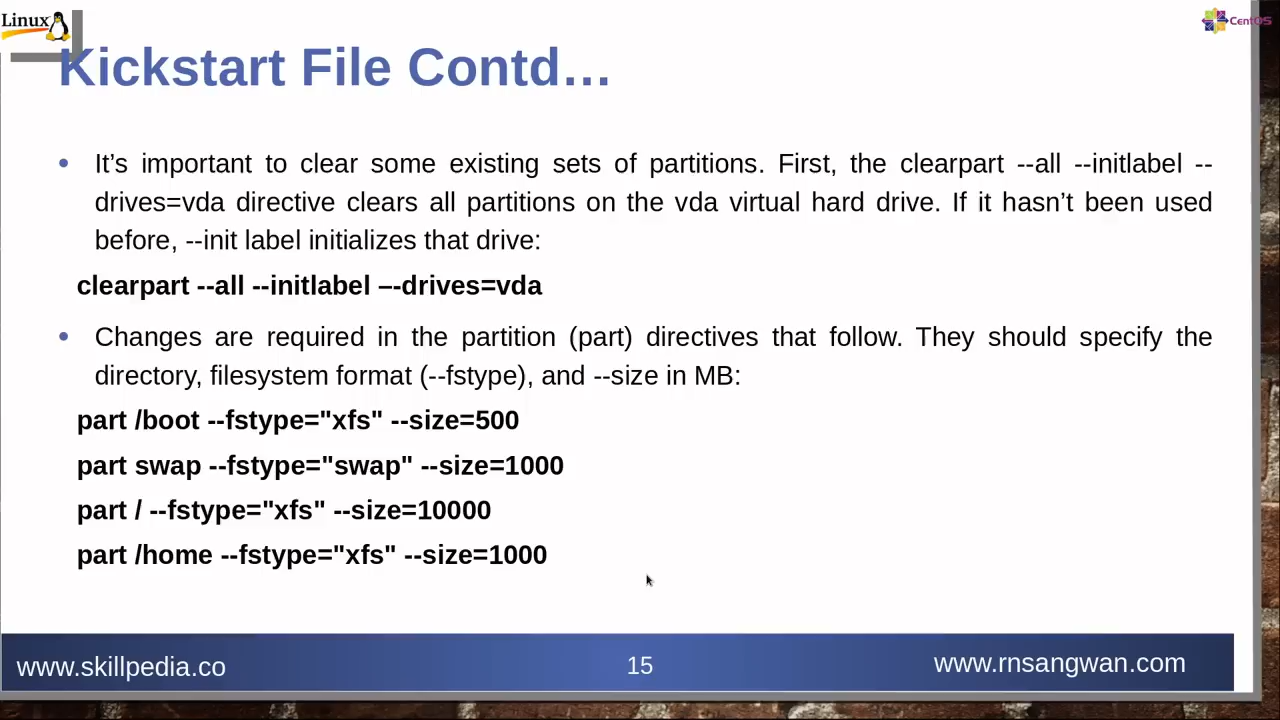 Linux
CentOS
Kickstart File Contd…
• It’s important to clear some existing sets of partitions. First, the clearpart --all --initlabel --
drives=vda directive clears all partitions on the vda virtual hard drive. If it hasn’t been used
before, --init label initializes that drive:
clearpart --all --initlabel –-drives=vda
• Changes are required in the partition (part) directives that follow. They should specify the
directory, filesystem format (--fstype), and --size in MB:
part /boot --fstype="xfs" --size=500
part swap --fstype="swap" --size=1000
part / --fstype="xfs" --size=10000
part /home --fstype="xfs" --size=1000
www.skillpedia.co
15
www.rnsangwan.com